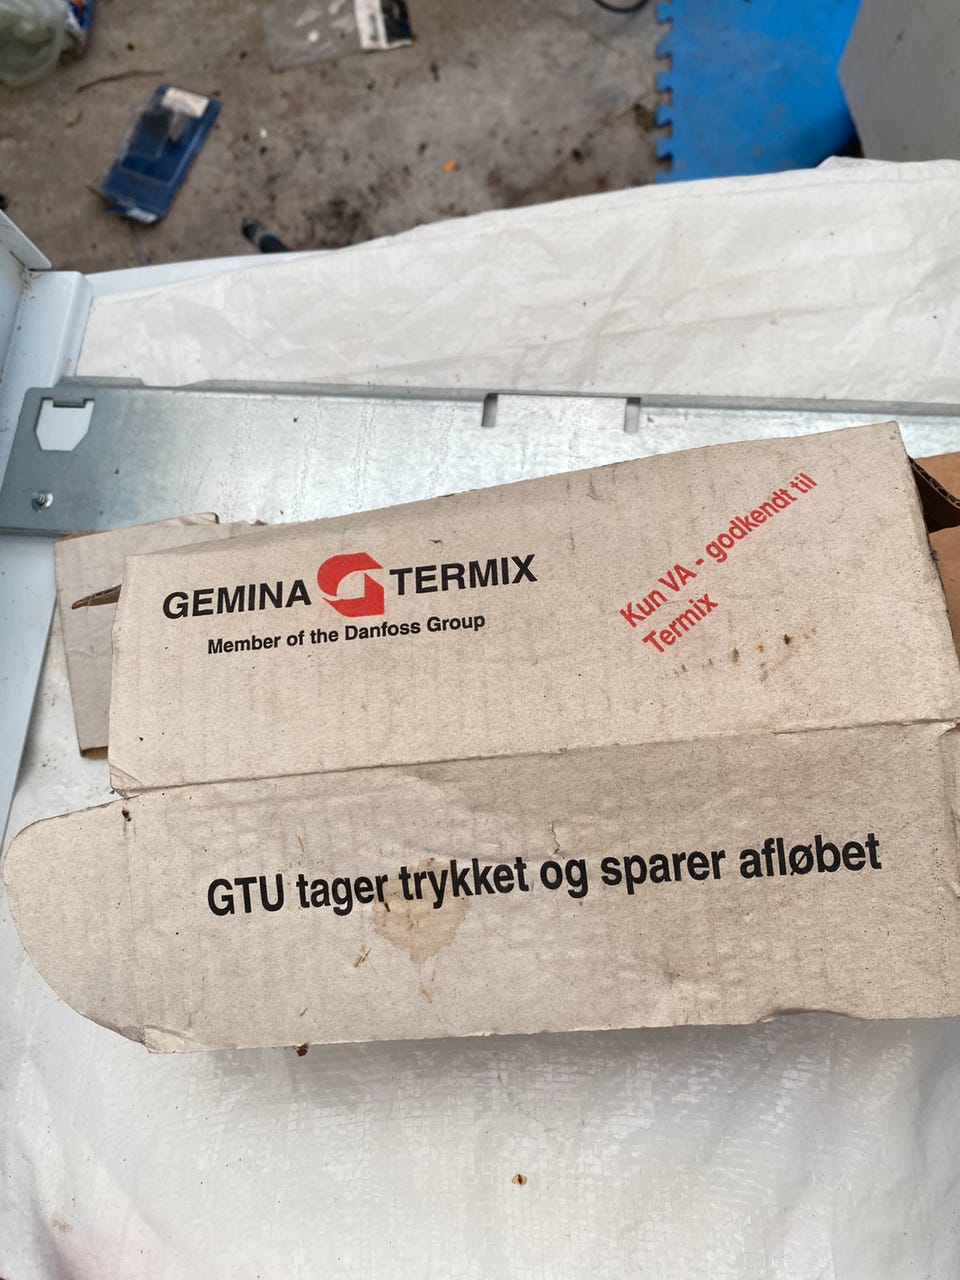 GEMINA TERMIX
Member of the Danfoss Group
Kun VA - godkendt til
Termix
GTU tager trykket og sparer afløbet